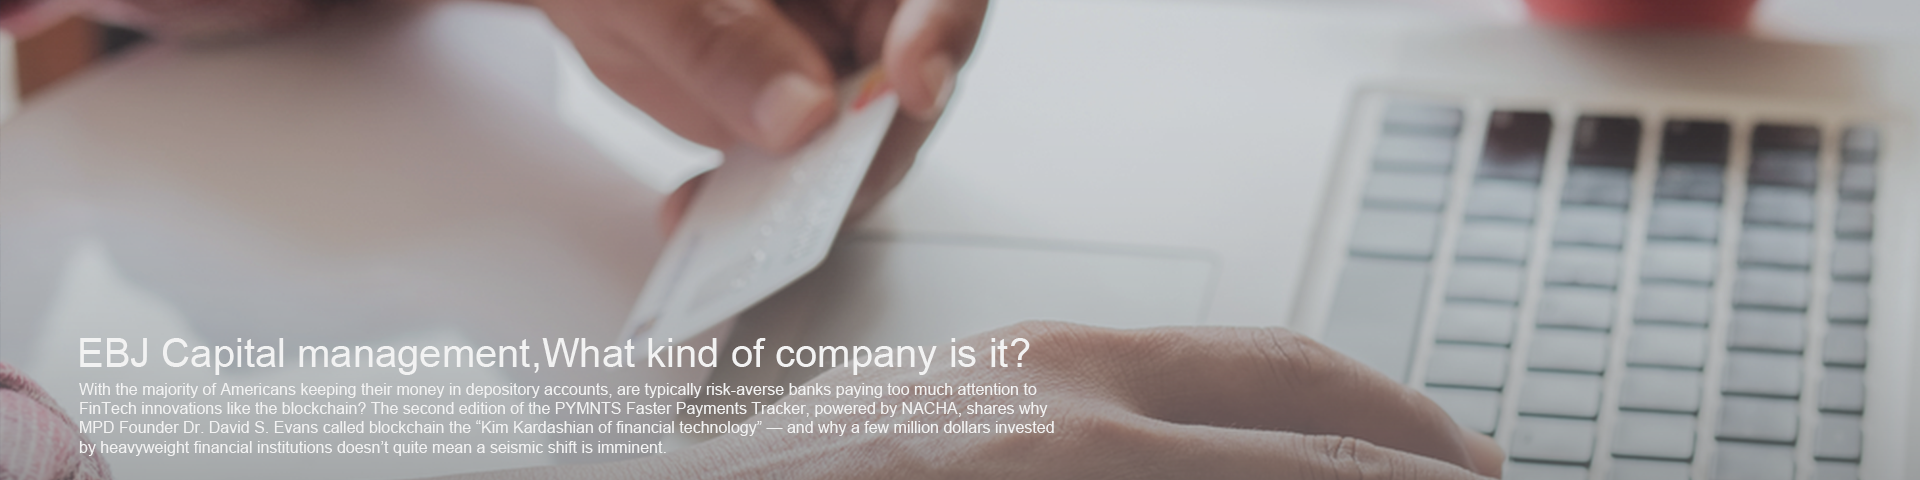 EBJ Capital management,What kind of company is it?
With the majority of Americans keeping their money in depository accounts, are typically risk-averse banks paying too much attention to
FinTech innovations like the blockchain? The second edition of the PYMNTS Faster Payments Tracker, powered by NACHA, shares why
MPD Founder Dr. David S. Evans called blockchain the “Kim Kardashian of financial technology” — and why a few million dollars invested
by heavyweight financial institutions doesn’t quite mean a seismic shift is imminent.